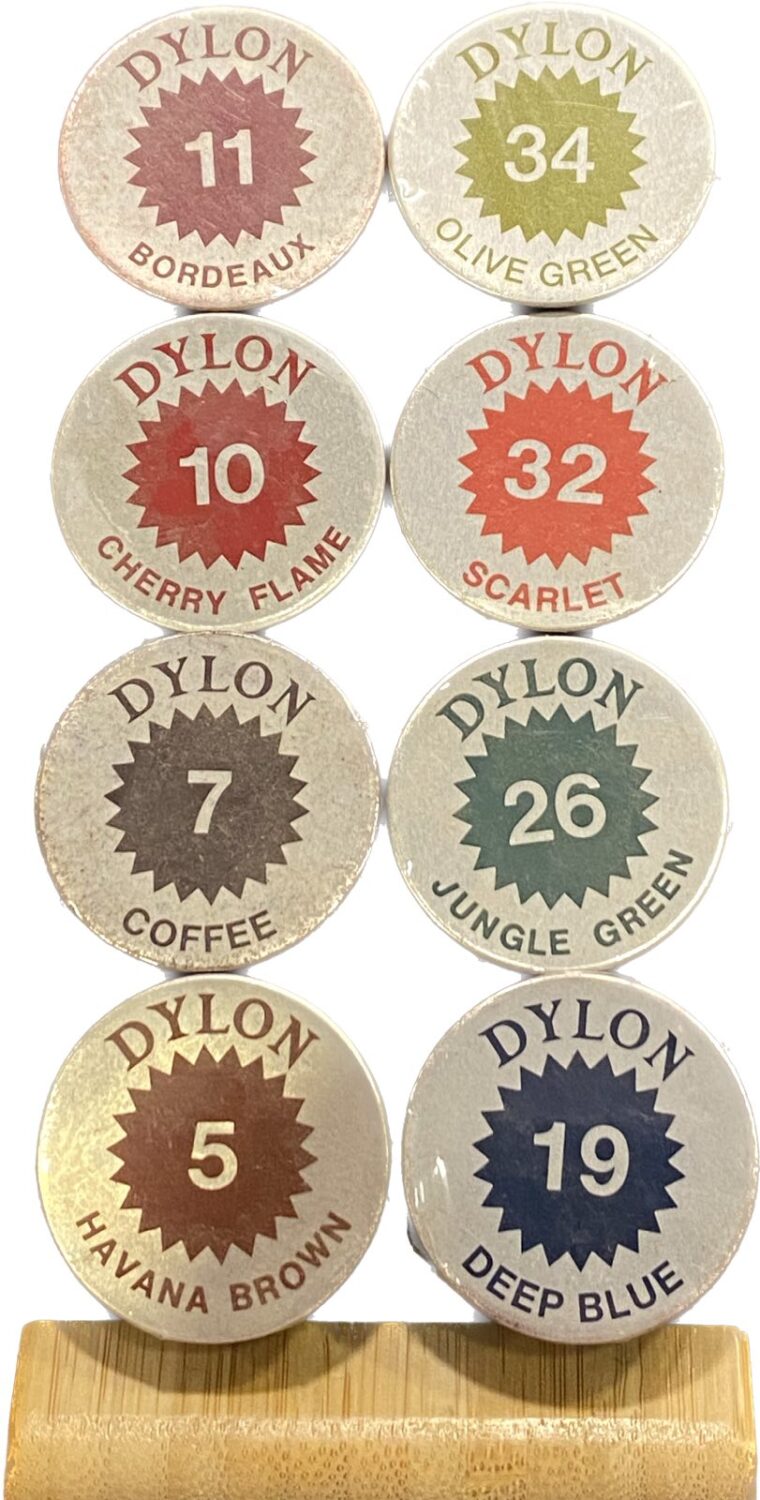 DYLON
11
BORDEAUX
DYLON
34
OLIVE GREEN
DYLON
10
CHERRY FLAME
DYLON
32
SCARLET
DYLON
7
COFFEE
DYLON
26
JUNGLE GREEN
DYLON
5
HAVANA BROWN
DYLON
19
DEEP BLUE